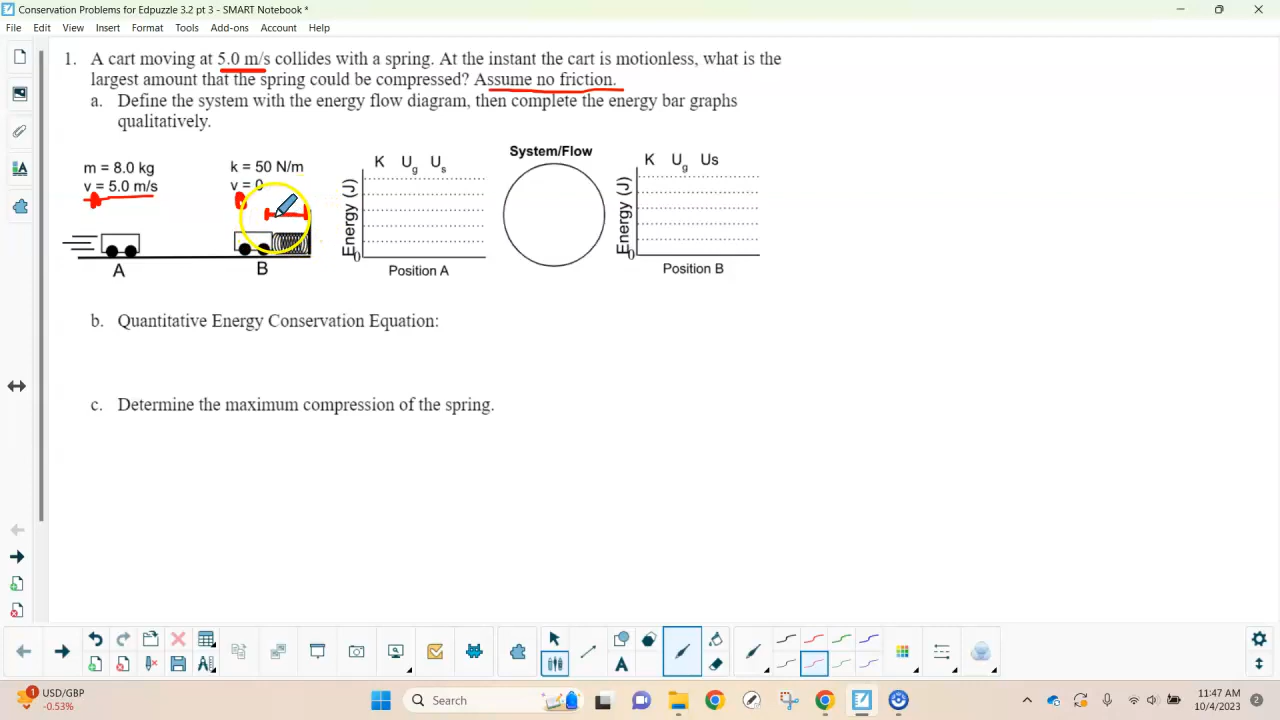 Conservation Problems for Edpuzzle 3.2 pt 3 - SMART Notebook *
File Edit View Insert Format Tools Add-ons Account Help
1. A cart moving at 5.0 m/s collides with a spring. At the instant the cart is motionless, what is the
largest amount that the spring could be compressed? Assume no friction.
a. Define the system with the energy flow diagram, then complete the energy bar graphs
qualitatively.
m = 8.0 kg
v = 5.0 m/s
A
k = 50 N/m
v = 0
B
K Ug Us
Energy (J)
0
Position A
System/Flow
K Ug Us
Energy (J)
0
Position B
b. Quantitative Energy Conservation Equation:
c. Determine the maximum compression of the spring.
A
1
USD/GBP
-0.53%
Search
11:47 AM
10/4/2023
2